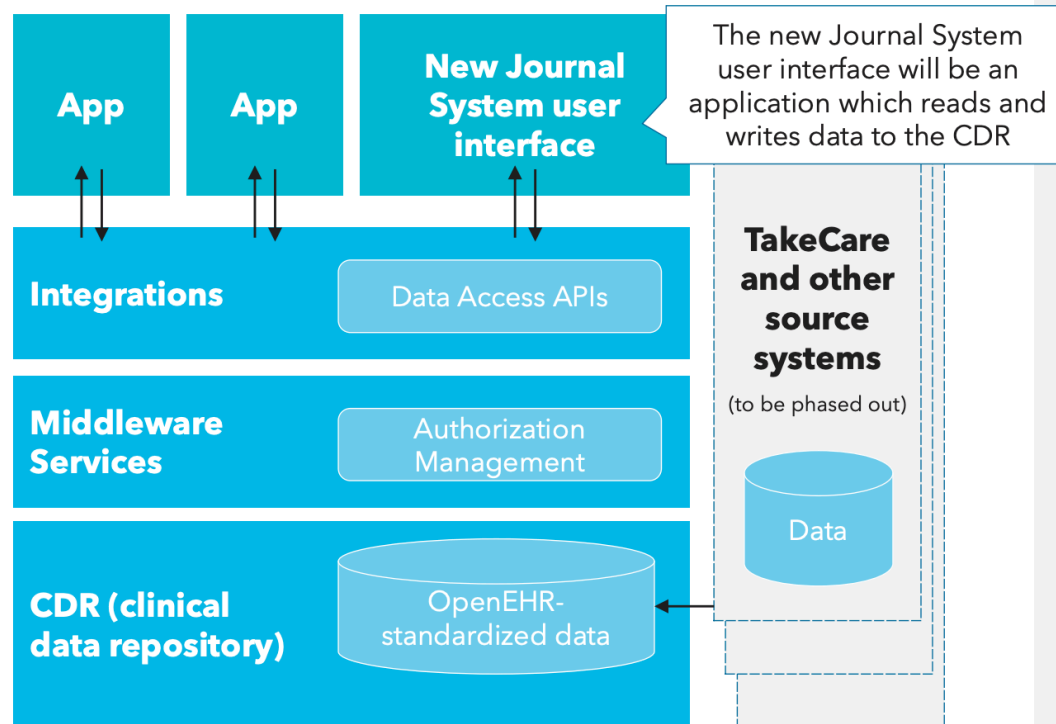 App
App
New Journal
System user
interface
The new Journal System
user interface will be an
application which reads and
writes data to the CDR
Integrations
Data Access APIs
Middleware
Services
Authorization
Management
CDR (clinical
data repository)
OpenEHR-
standardized data
TakeCare
and other
source
systems
(to be phased out)
Data